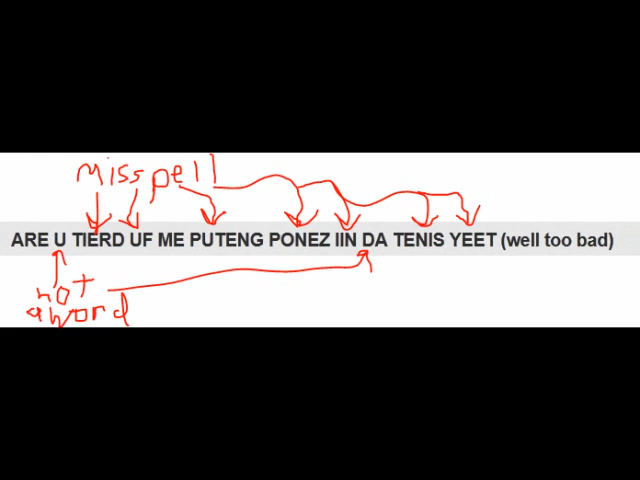 misspell
ARE U TIERD UF ME PUTENG PONEZ IIN DA TENIS YEET (well too bad)
not
a word